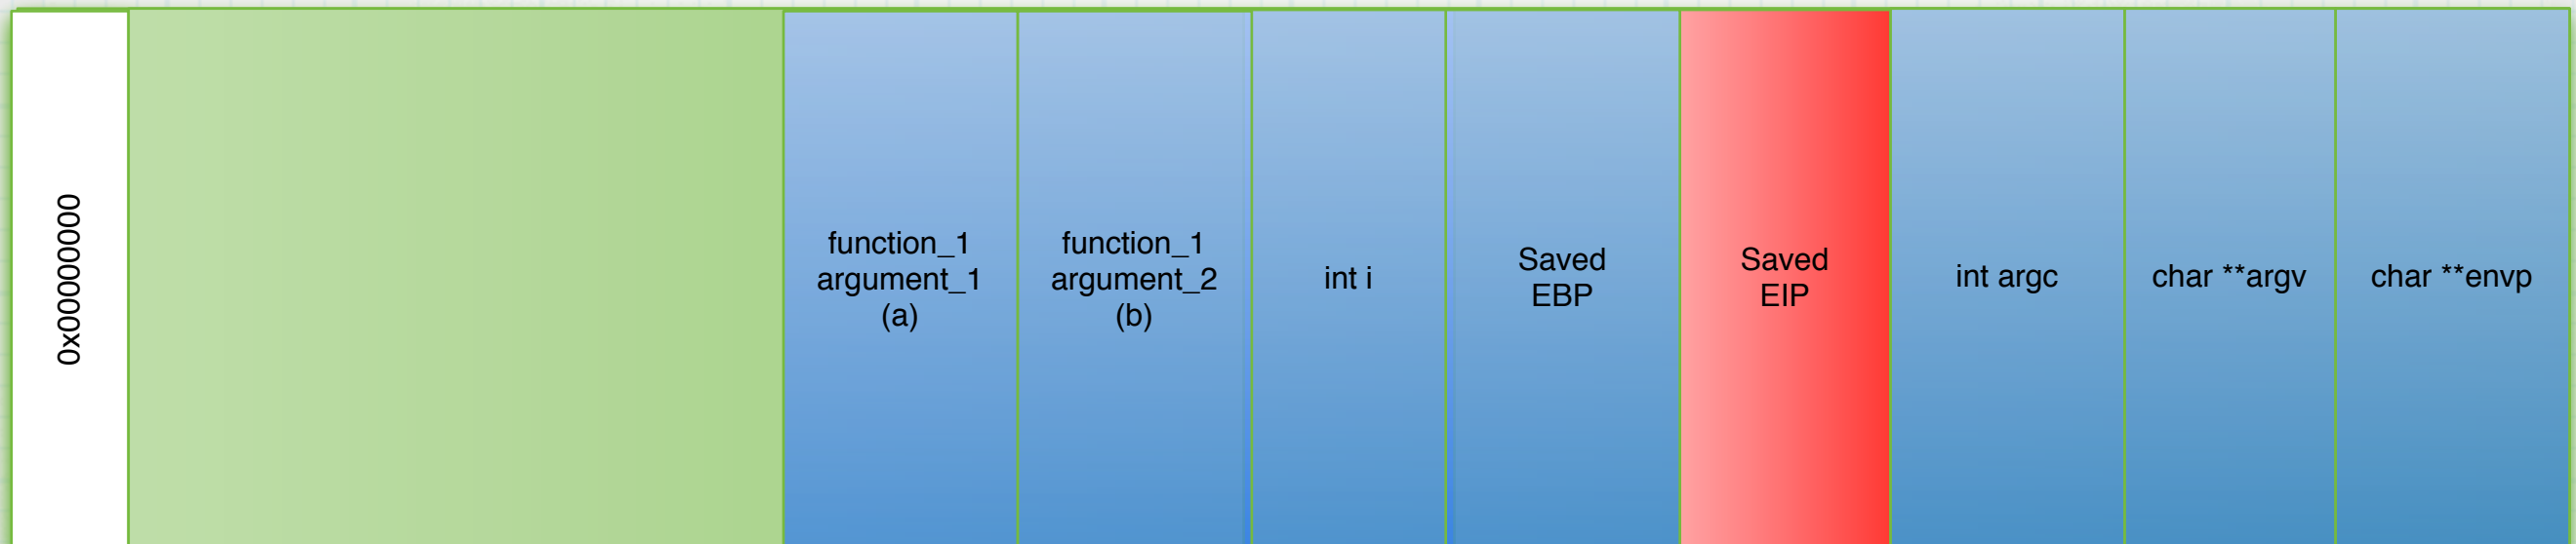 0x00000000
function_1
argument_1
(a)
function_1
argument_2
(b)
int i
Saved
EBP
Saved
EIP
int argc
char **argv
char **envp